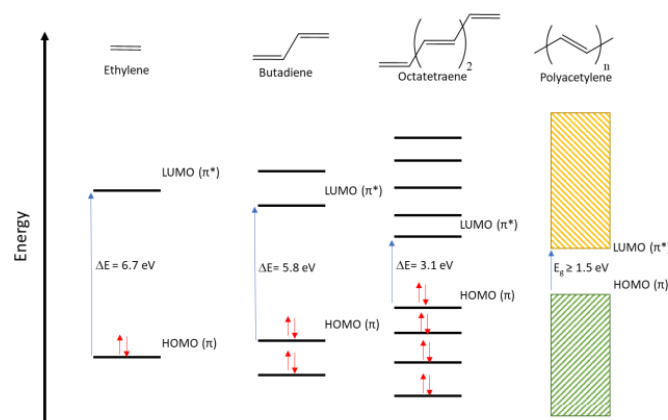 Ethylene
Butadiene
Octatetraene
Polyacetylene
2
n
Energy
LUMO (π*)
LUMO (π*)
LUMO (π*)
LUMO (π*)
ΔE = 6.7 eV
ΔE = 5.8 eV
ΔE= 3.1 eV
Eg ≥ 1.5 eV
HOMO (π)
HOMO (π)
HOMO (π)
HOMO (π)